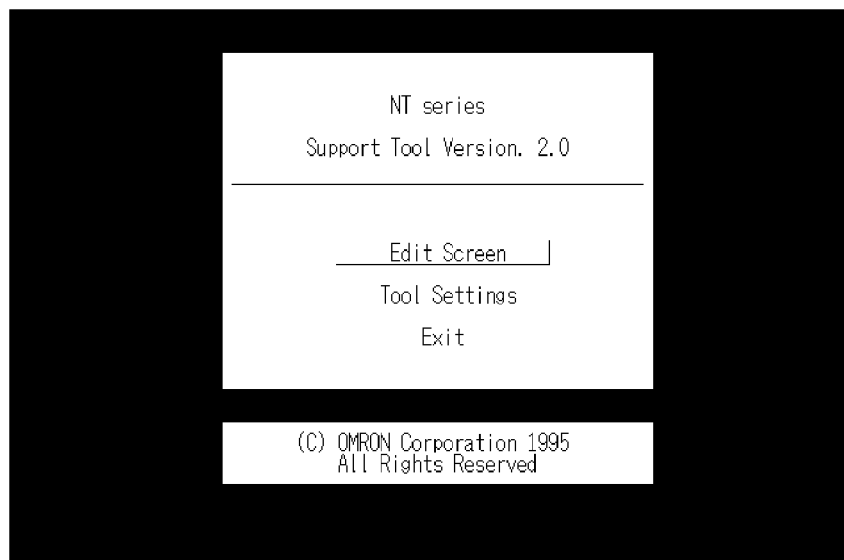 NT series
Support Tool Version. 2.0
Edit Screen
Tool Settings
Exit
(C) OMRON Corporation 1995
All Rights Reserved